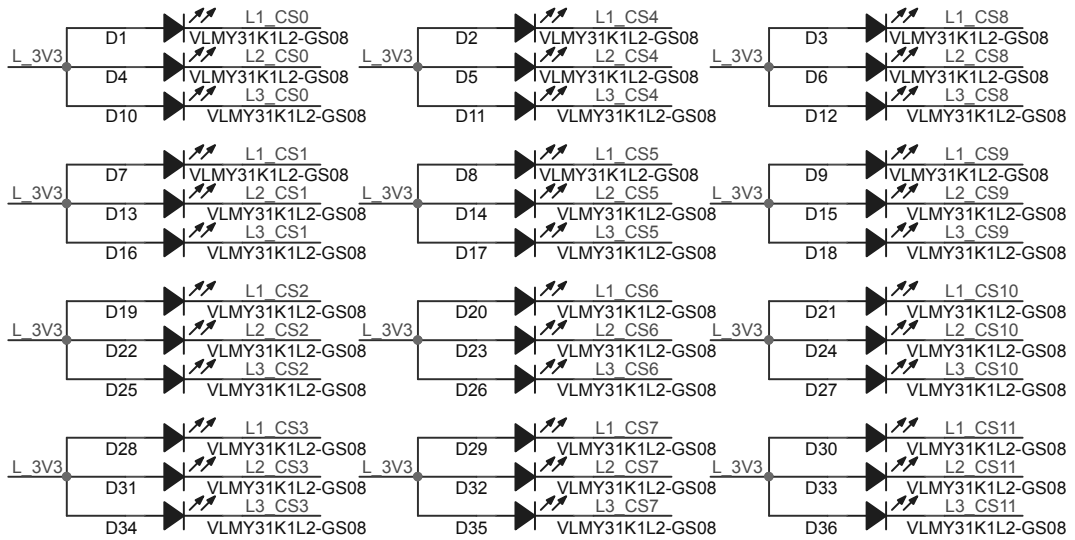 L1_CS0 L1_CS4 L1_CS8
D1 VLMY31K1L2-GS08 D2 VLMY31K1L2-GS08 D3 VLMY31K1L2-GS08
L_3V3 L2_CS0 L_3V3 L2_CS4 L_3V3 L2_CS8
D4 VLMY31K1L2-GS08 D5 VLMY31K1L2-GS08 D6 VLMY31K1L2-GS08
L3_CS0 L3_CS4 L3_CS8
D10 VLMY31K1L2-GS08 D11 VLMY31K1L2-GS08 D12 VLMY31K1L2-GS08
L1_CS1 L1_CS5 L1_CS9
D7 VLMY31K1L2-GS08 D8 VLMY31K1L2-GS08 D9 VLMY31K1L2-GS08
L_3V3 L2_CS1 L_3V3 L2_CS5 L_3V3 L2_CS9
D13 VLMY31K1L2-GS08 D14 VLMY31K1L2-GS08 D15 VLMY31K1L2-GS08
L3_CS1 L3_CS5 L3_CS9
D16 VLMY31K1L2-GS08 D17 VLMY31K1L2-GS08 D18 VLMY31K1L2-GS08
L1_CS2 L1_CS6 L1_CS10
D19 VLMY31K1L2-GS08 D20 VLMY31K1L2-GS08 D21 VLMY31K1L2-GS08
L_3V3 L2_CS2 L_3V3 L2_CS6 L_3V3 L2_CS10
D22 VLMY31K1L2-GS08 D23 VLMY31K1L2-GS08 D24 VLMY31K1L2-GS08
L3_CS2 L3_CS6 L3_CS10
D25 VLMY31K1L2-GS08 D26 VLMY31K1L2-GS08 D27 VLMY31K1L2-GS08
L1_CS3 L1_CS7 L1_CS11
D28 VLMY31K1L2-GS08 D29 VLMY31K1L2-GS08 D30 VLMY31K1L2-GS08
L_3V3 L2_CS3 L_3V3 L2_CS7 L_3V3 L2_CS11
D31 VLMY31K1L2-GS08 D32 VLMY31K1L2-GS08 D33 VLMY31K1L2-GS08
L3_CS3 L3_CS7 L3_CS11
D34 VLMY31K1L2-GS08 D35 VLMY31K1L2-GS08 D36 VLMY31K1L2-GS08